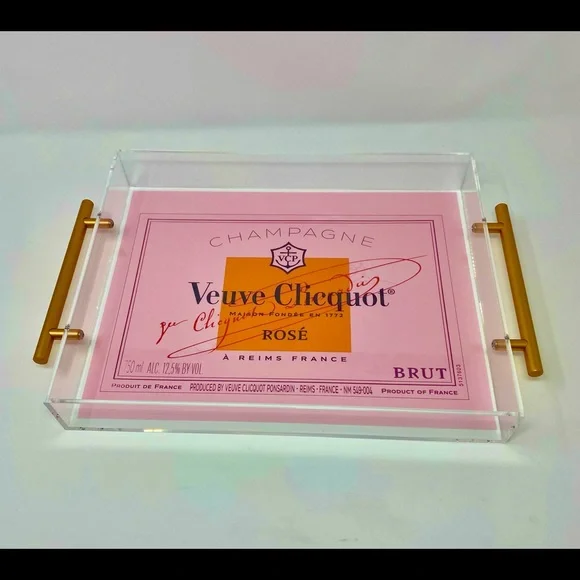 CHAMPAGNE
VCP
Veuve Clicquot®
MAISON FONDÉE EN 1772
ROSÉ
À REIMS FRANCE
750 ml ALC. 12,5% BY VOL.
BRUT
PRODUIT DE FRANCE
PRODUCED BY VEUVE CLICQUOT PONSARDIN - REIMS - FRANCE - NM 549-004
PRODUCT OF FRANCE